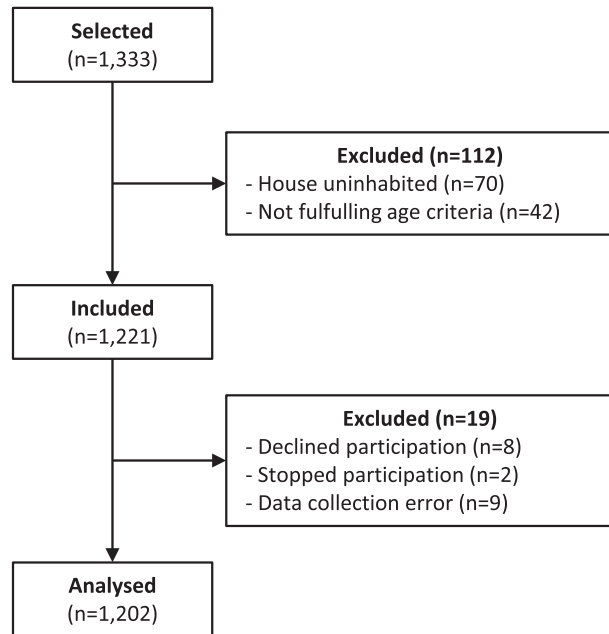 Selected
(n=1,333)
Excluded (n=112)
- House uninhabited (n=70)
- Not fulfulling age criteria (n=42)
Included
(n=1,221)
Excluded (n=19)
- Declined participation (n=8)
- Stopped participation (n=2)
- Data collection error (n=9)
Analysed
(n=1,202)